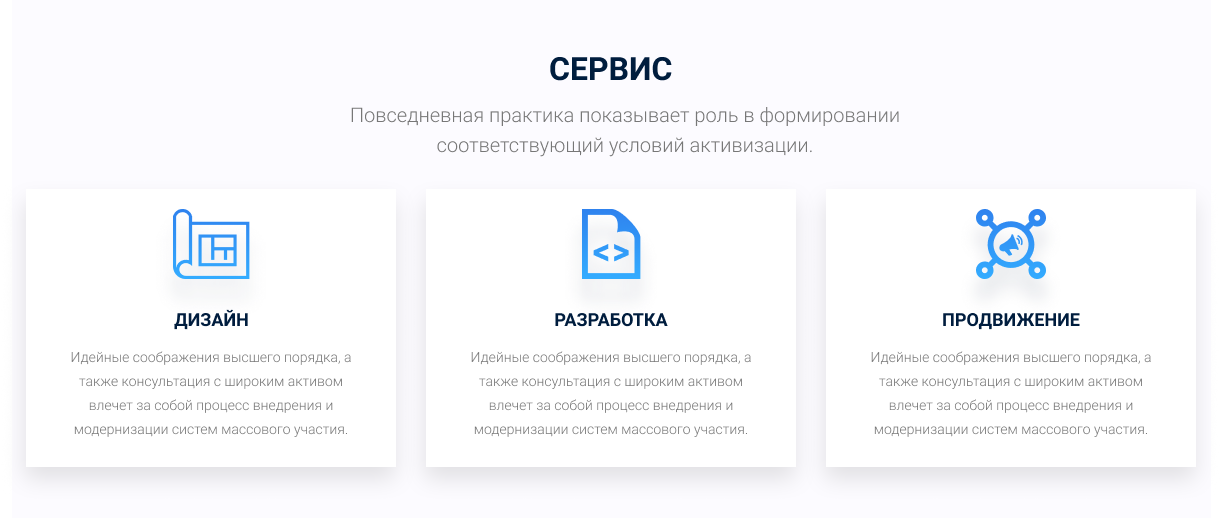 СЕРВИС
Повседневная практика показывает роль в формировании
соответствующий условий активизации.
< >
ДИЗАЙН
Идейные соображения высшего порядка, а
также консультация с широким активом
влечет за собой процесс внедрения и
модернизации систем массового участия.
РАЗРАБОТКА
Идейные соображения высшего порядка, а
также консультация с широким активом
влечет за собой процесс внедрения и
модернизации систем массового участия.
ПРОДВИЖЕНИЕ
Идейные соображения высшего порядка, а
также консультация с широким активом
влечет за собой процесс внедрения и
модернизации систем массового участия.